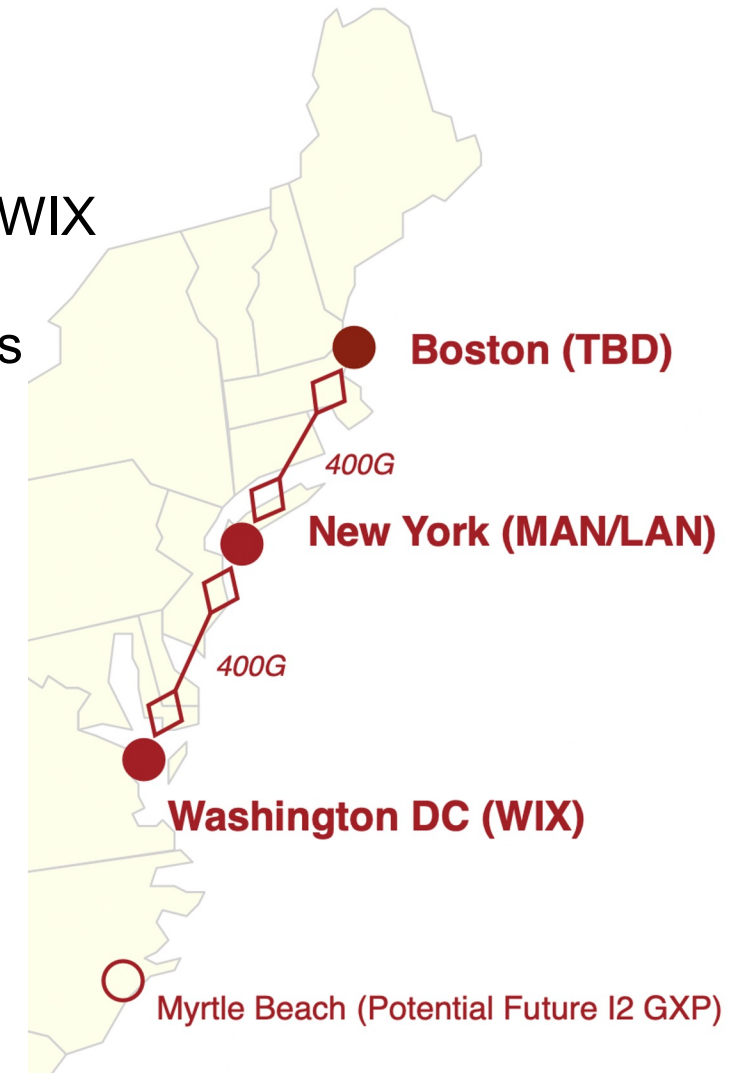 WIX
s
Boston (TBD)
400G
New York (MAN/LAN)
400G
Washington DC (WIX)
Myrtle Beach (Potential Future I2 GXP)